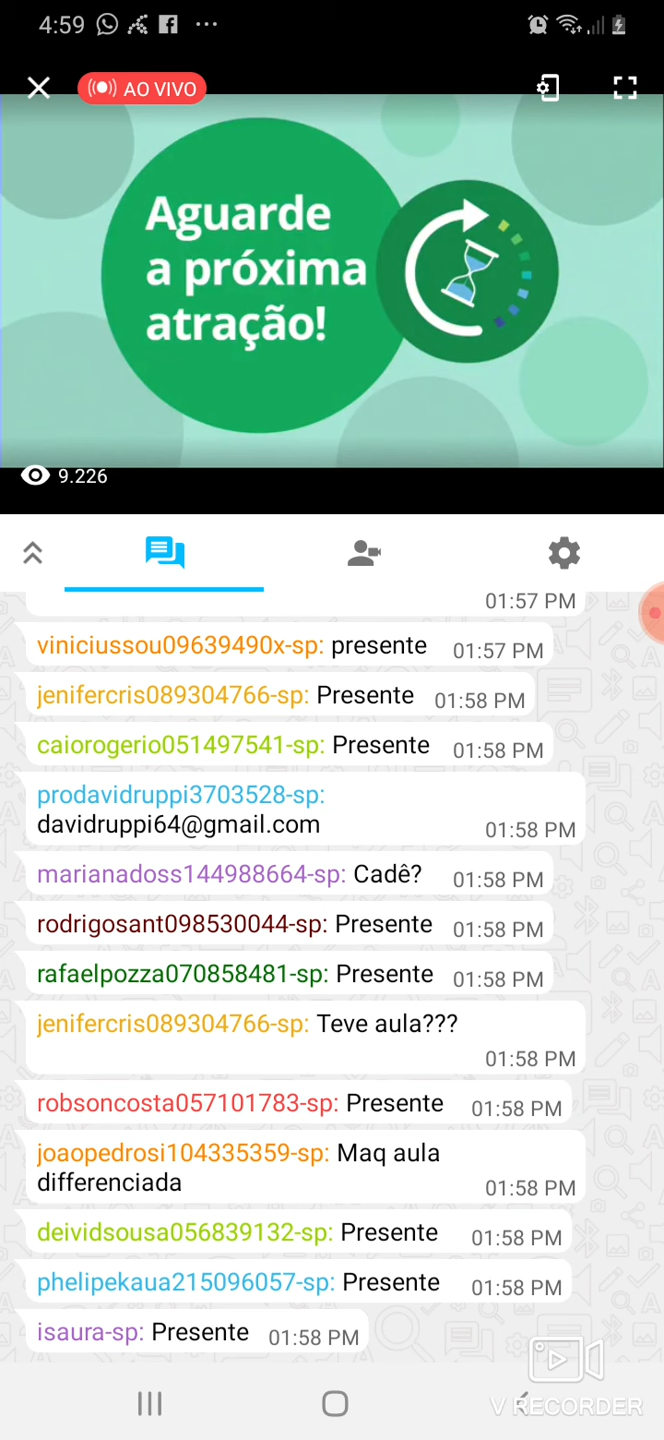 4:59
AO VIVO
Aguarde
a próxima
atração!
9.226
01:57 PM
viniciussou09639490x-sp: presente 01:57 PM
jenifercris089304766-sp: Presente 01:58 PM
caiorogerio051497541-sp: Presente 01:58 PM
prodavidruppi3703528-sp:
davidruppi64@gmail.com 01:58 PM
marianadoss144988664-sp: Cadê? 01:58 PM
rodrigosant098530044-sp: Presente 01:58 PM
rafaelpozza070858481-sp: Presente 01:58 PM
jenifercris089304766-sp: Teve aula???
01:58 PM
robsoncosta057101783-sp: Presente 01:58 PM
joaopedrosi104335359-sp: Maq aula
differenciada 01:58 PM
deividsousa056839132-sp: Presente 01:58 PM
phelipekaua215096057-sp: Presente 01:58 PM
isaura-sp: Presente 01:58 PM
V RECORDER